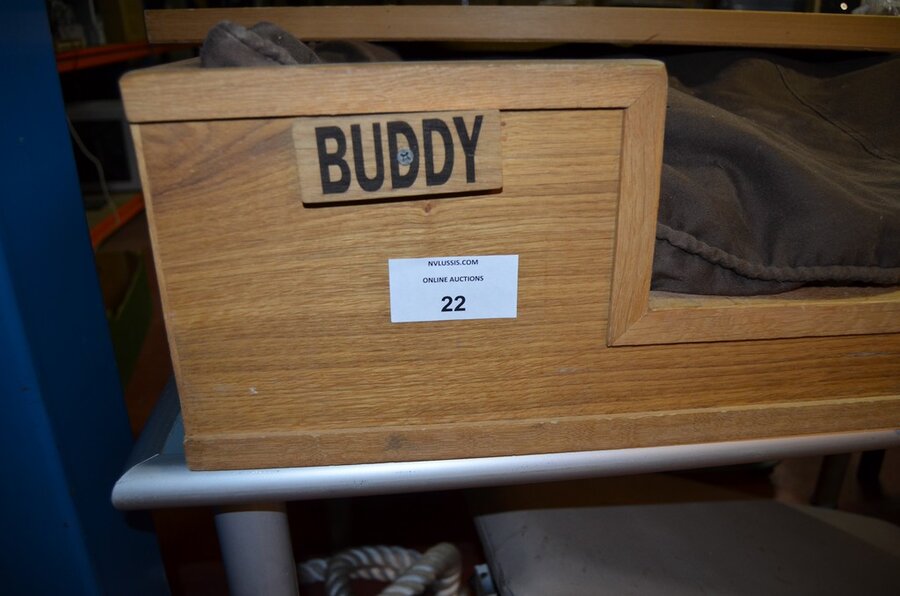 BUDDY
NVLUSSIS.COM
ONLINE AUCTIONS
22